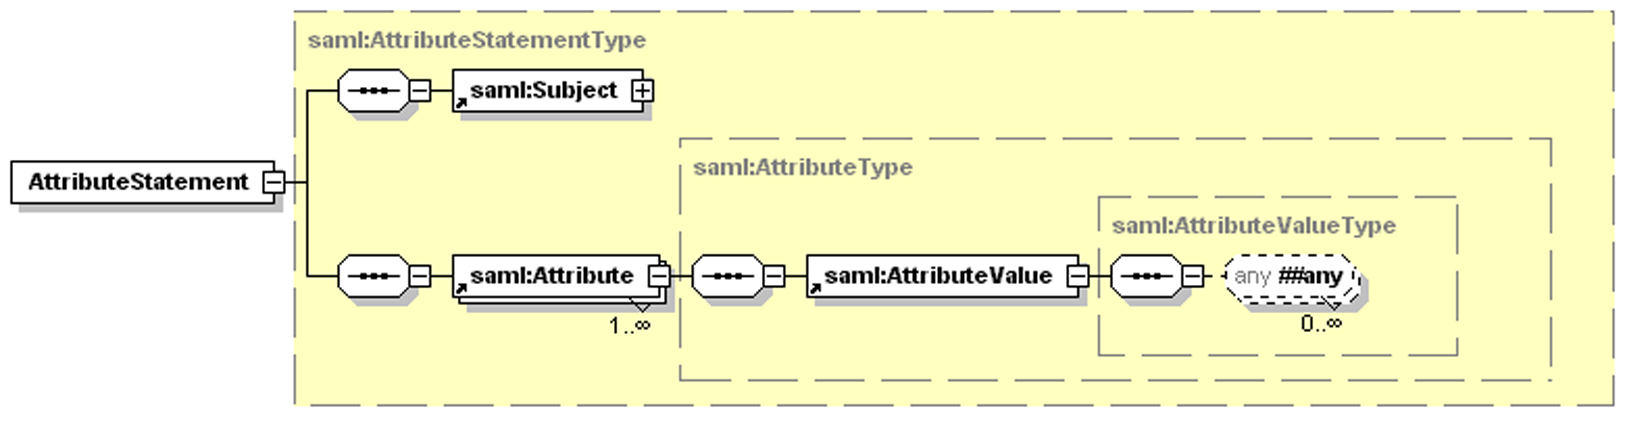 saml:AttributeStatementType
saml:Subject
AttributeStatement
saml:AttributeType
saml:AttributeValueType
saml:Attribute
saml:AttributeValue
any ##any
1..∞
0..∞